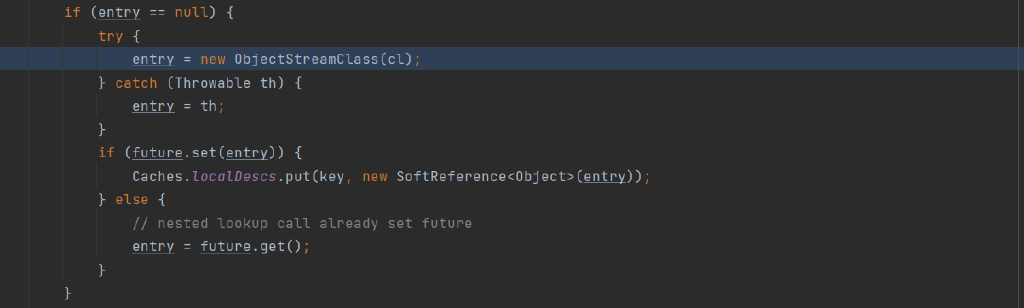 if (entry == null) {
try {
entry = new ObjectStreamClass(cl);
} catch (Throwable th) {
entry = th;
}
if (future.set(entry)) {
Caches.localDescs.put(key, new SoftReference<Object>(entry));
} else {
// nested lookup call already set future
entry = future.get();
}
}